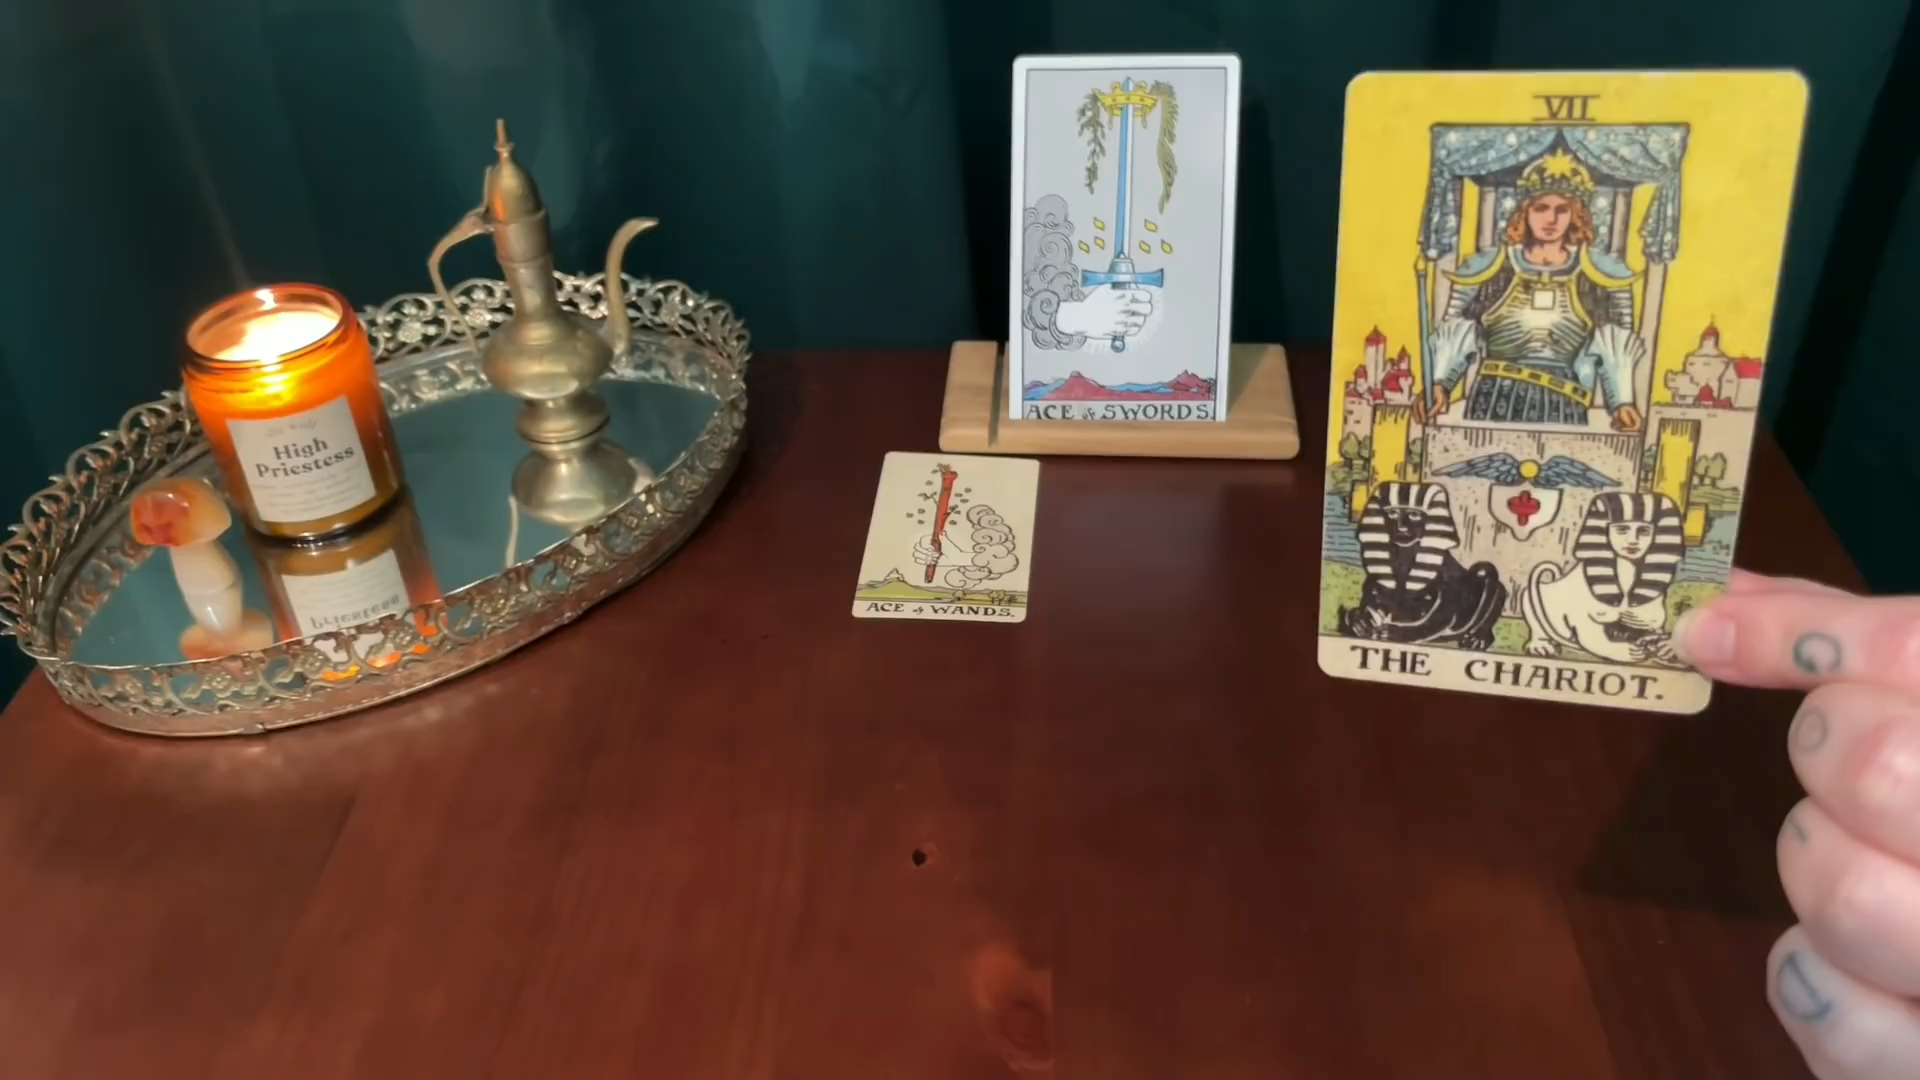 High
Priestess
ACE of SWORDS.
ACE of WANDS.
VII
THE CHARIOT.
G
O
D